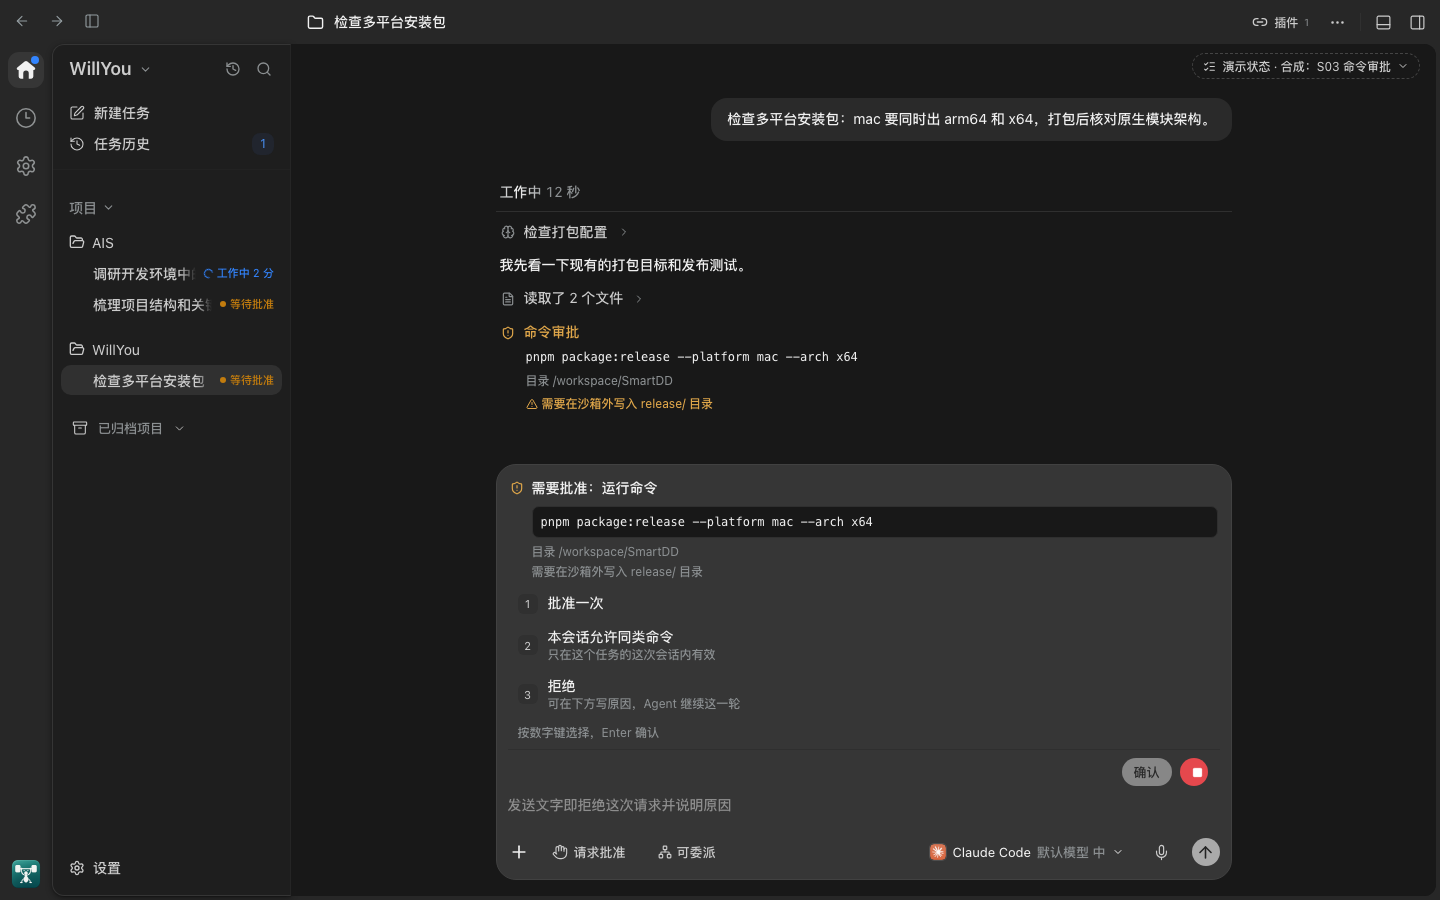 检查多平台安装包
插件 1
WillYou
新建任务
任务历史 1
项目
AIS
调研开发环境中 工作中 2 分
梳理项目结构和关 等待批准
WillYou
检查多平台安装包 等待批准
已归档项目
设置
演示状态 · 合成：S03 命令审批
检查多平台安装包：mac 要同时出 arm64 和 x64，打包后核对原生模块架构。
工作中 12 秒
检查打包配置
我先看一下现有的打包目标和发布测试。
读取了 2 个文件
命令审批
pnpm package:release --platform mac --arch x64
目录 /workspace/SmartDD
需要在沙箱外写入 release/ 目录
需要批准：运行命令
pnpm package:release --platform mac --arch x64
目录 /workspace/SmartDD
需要在沙箱外写入 release/ 目录
1 批准一次
2 本会话允许同类命令
只在这个任务的这次会话内有效
3 拒绝
可在下方写原因，Agent 继续这一轮
按数字键选择，Enter 确认
确认
发送文字即拒绝这次请求并说明原因
请求批准 可委派 Claude Code 默认模型 中